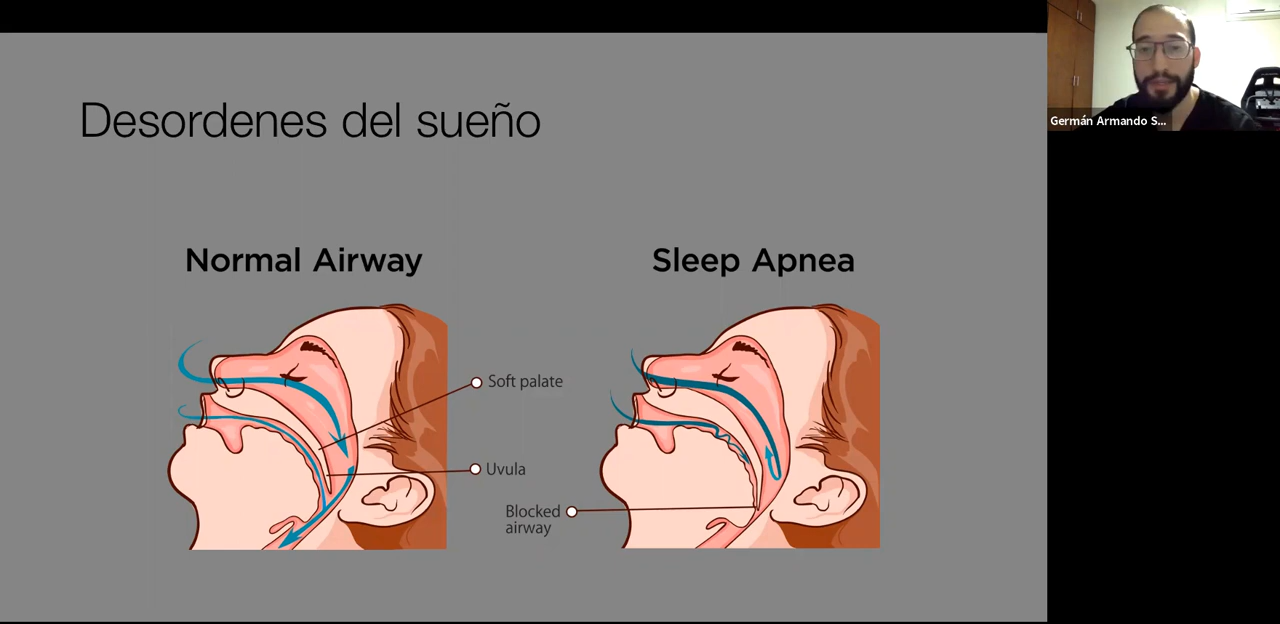 Desordenes del sueño
Normal Airway
Sleep Apnea
Soft palate
Uvula
Blocked
airway
Germán Armando S...